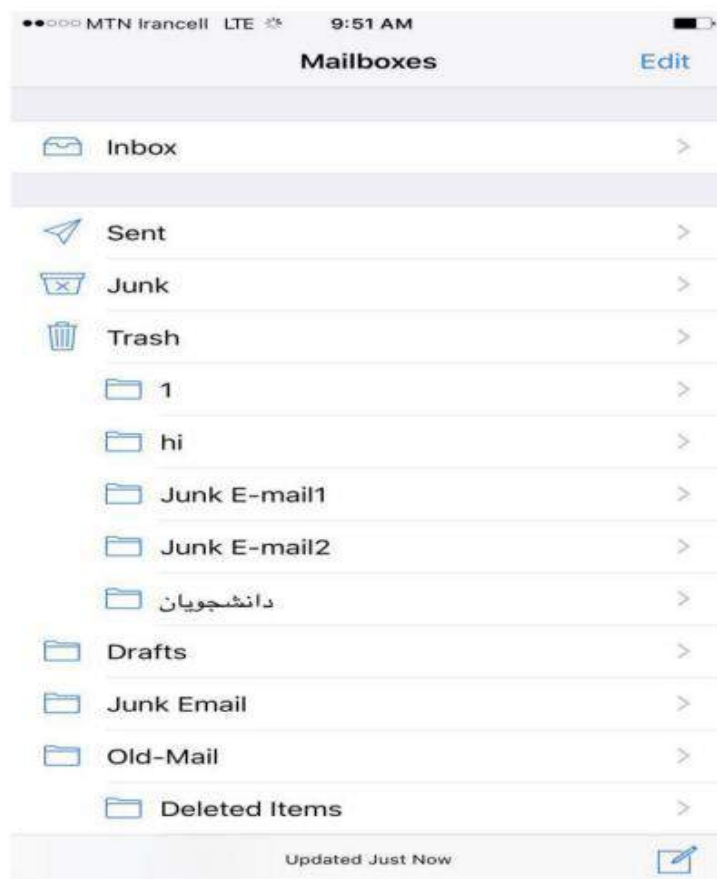 MTN Irancell LTE 9:51 AM
Mailboxes Edit
Inbox
Sent
Junk
Trash
1
hi
Junk E-mail1
Junk E-mail2
دانشجویان
Drafts
Junk Email
Old-Mail
Deleted Items
Updated Just Now